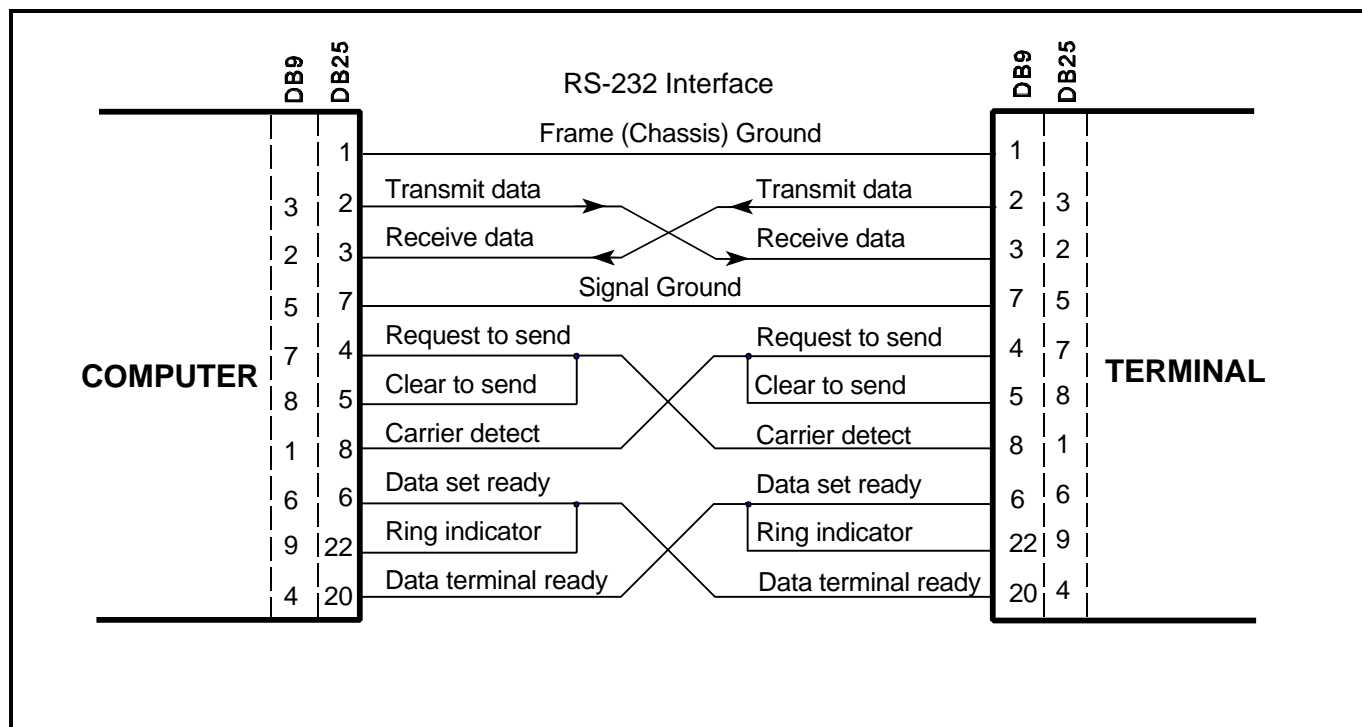 DB9 DB25 RS-232 Interface DB9 DB25
1 Frame (Chassis) Ground 1
3 2 Transmit data Transmit data 2 3
2 3 Receive data Receive data 3 2
5 7 Signal Ground 7 5
7 4 Request to send Request to send 4 7
COMPUTER TERMINAL
8 5 Clear to send Clear to send 5 8
1 8 Carrier detect Carrier detect 8 1
6 6 Data set ready Data set ready 6 6
9 22 Ring indicator Ring indicator 22 9
4 20 Data terminal ready Data terminal ready 20 4